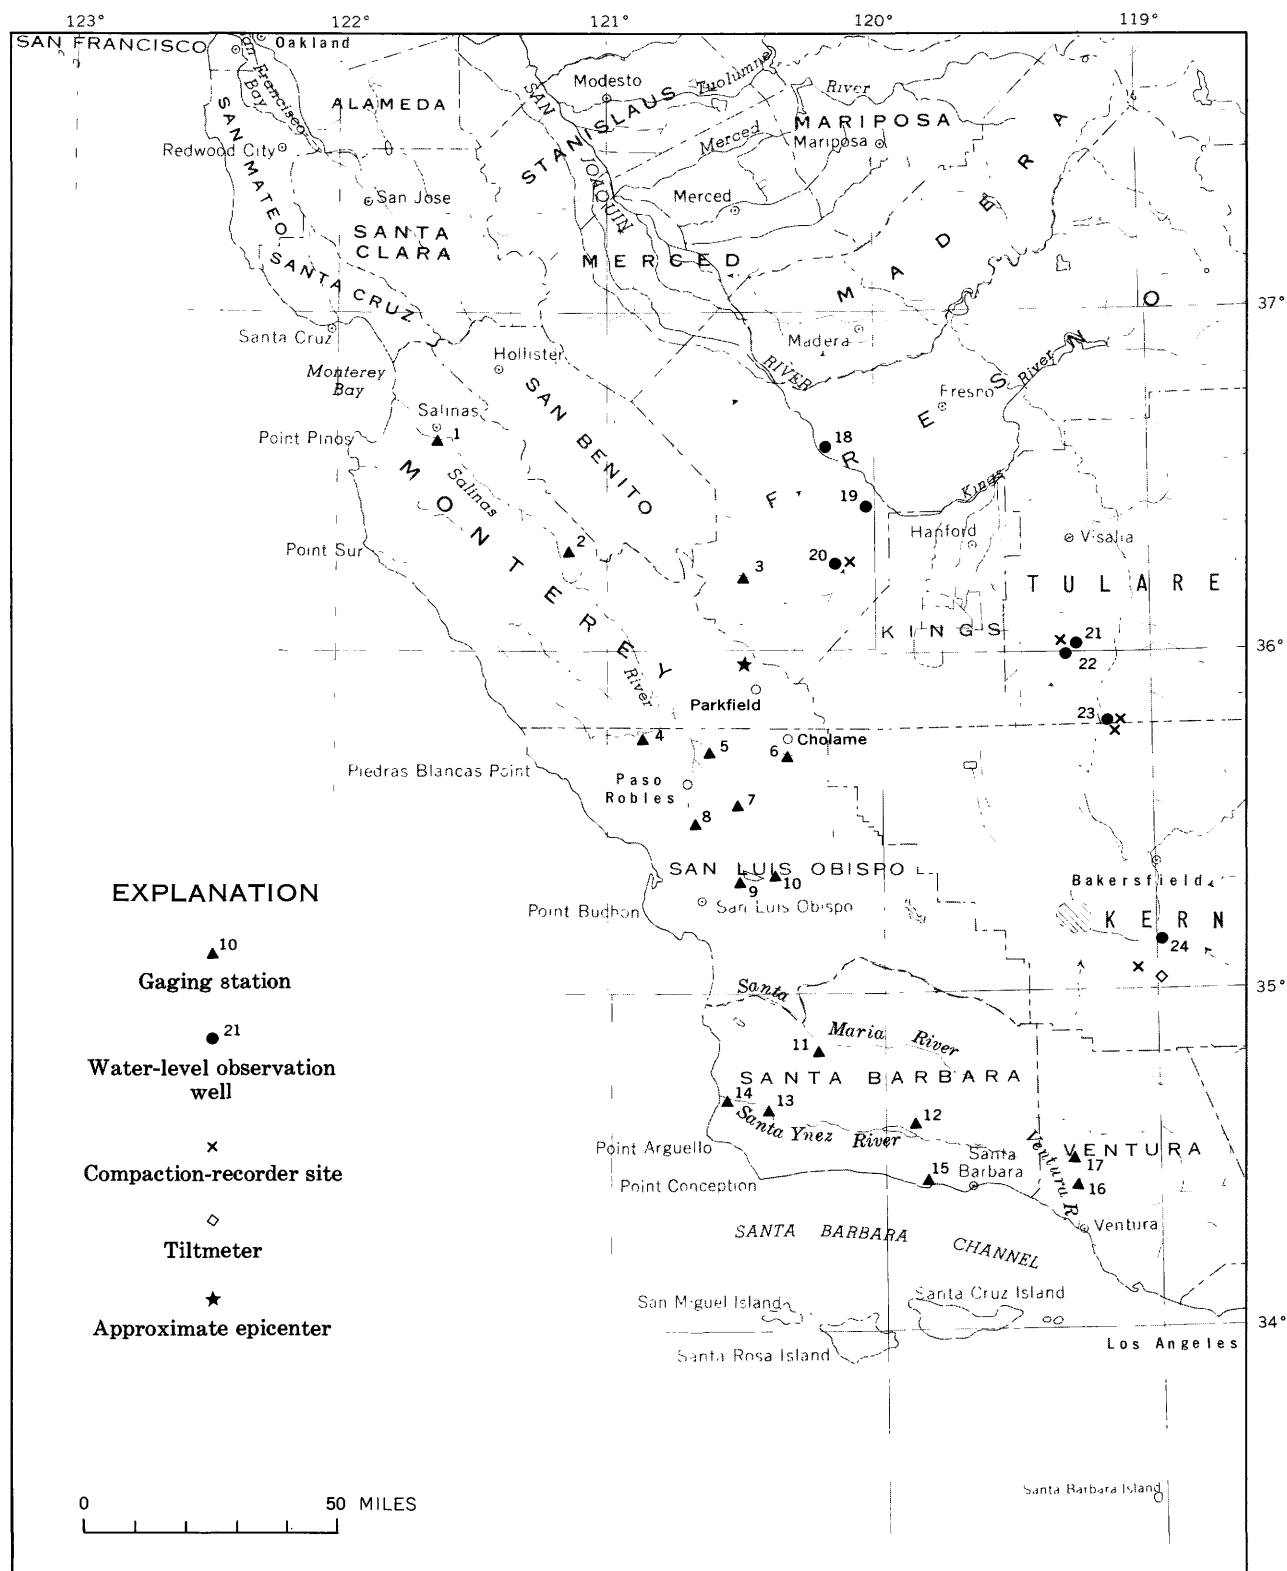 123° 122° 121° 120° 119°
SAN FRANCISCO
Oakland
San Francisco
Bay
ALAMEDA
SAN MATEO
Redwood City
San Jose
SANTA
CLARA
SANTA CRUZ
Santa Cruz
Monterey
Bay
Hollister
Modesto
Tuolumne
River
STANISLAUS
SAN
JOAQUIN
RIVER
Merced
MARIPOSA
Mariposa
Merced
MERCED
MADERA
Madera
37°
SAN BENITO
Salinas
1
Point Pinos
Salinas
River
MONTEREY
Point Sur
2
3
FRESNO
Fresno
River
Kings
18
19
20
Hanford
Visalia
TULARE
KINGS
21
22
36°
23
Parkfield
4
5
6
Cholame
Piedras Blancas Point
Paso
Robles
7
8
SAN LUIS OBISPO
9
10
San Luis Obispo
Point Buchon
Bakersfield
KERN
24
35°
EXPLANATION
10
Gaging station
21
Water-level observation
well
Compaction-recorder site
Tiltmeter
Approximate epicenter
Santa
Maria River
11
SANTA BARBARA
14
13
12
Santa Ynez River
Point Arguello
Santa
Barbara
15
Point Conception
Ventura R
VENTURA
17
16
Ventura
SANTA BARBARA CHANNEL
San Miguel Island
Santa Cruz Island
Santa Rosa Island
34°
Los Angeles
Santa Barbara Island
0 50 MILES